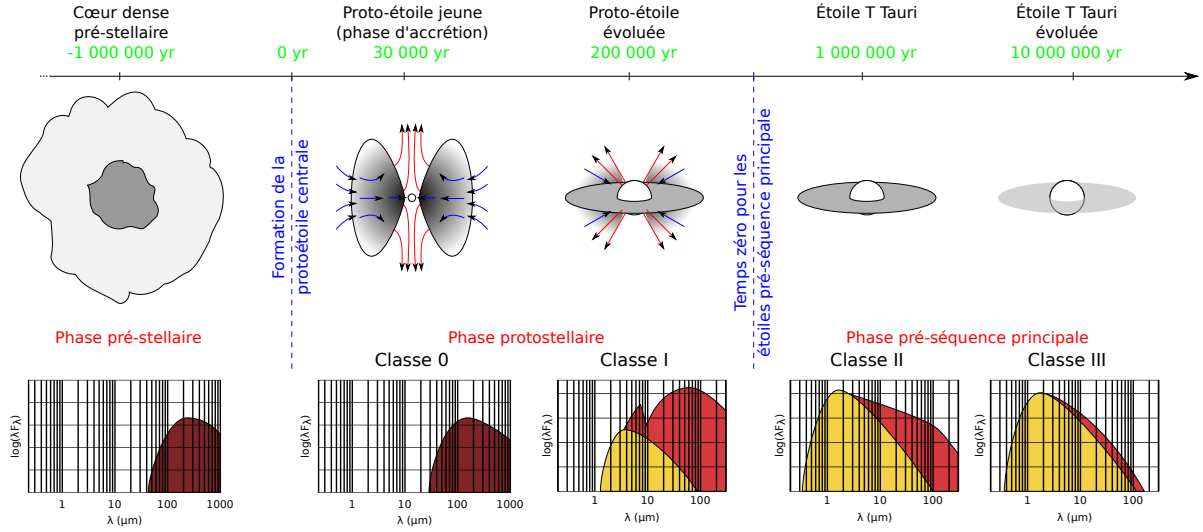 Cœur dense
pré-stellaire
-1 000 000 yr
0 yr
Proto-étoile jeune
(phase d'accrétion)
30 000 yr
Proto-étoile
évoluée
200 000 yr
Étoile T Tauri
1 000 000 yr
Étoile T Tauri
évoluée
10 000 000 yr
Formation de la
protoétoile centrale
Temps zéro pour les
étoiles pré-séquence principale
Phase pré-stellaire
Phase protostellaire
Phase pré-séquence principale
Classe 0
Classe I
Classe II
Classe III
log(λFλ)
1 10 100 1000
λ (μm)
log(λFλ)
1 10 100 1000
λ (μm)
log(λFλ)
1 10 100
λ (μm)
log(λFλ)
1 10 100
λ (μm)
log(λFλ)
1 10 100
λ (μm)